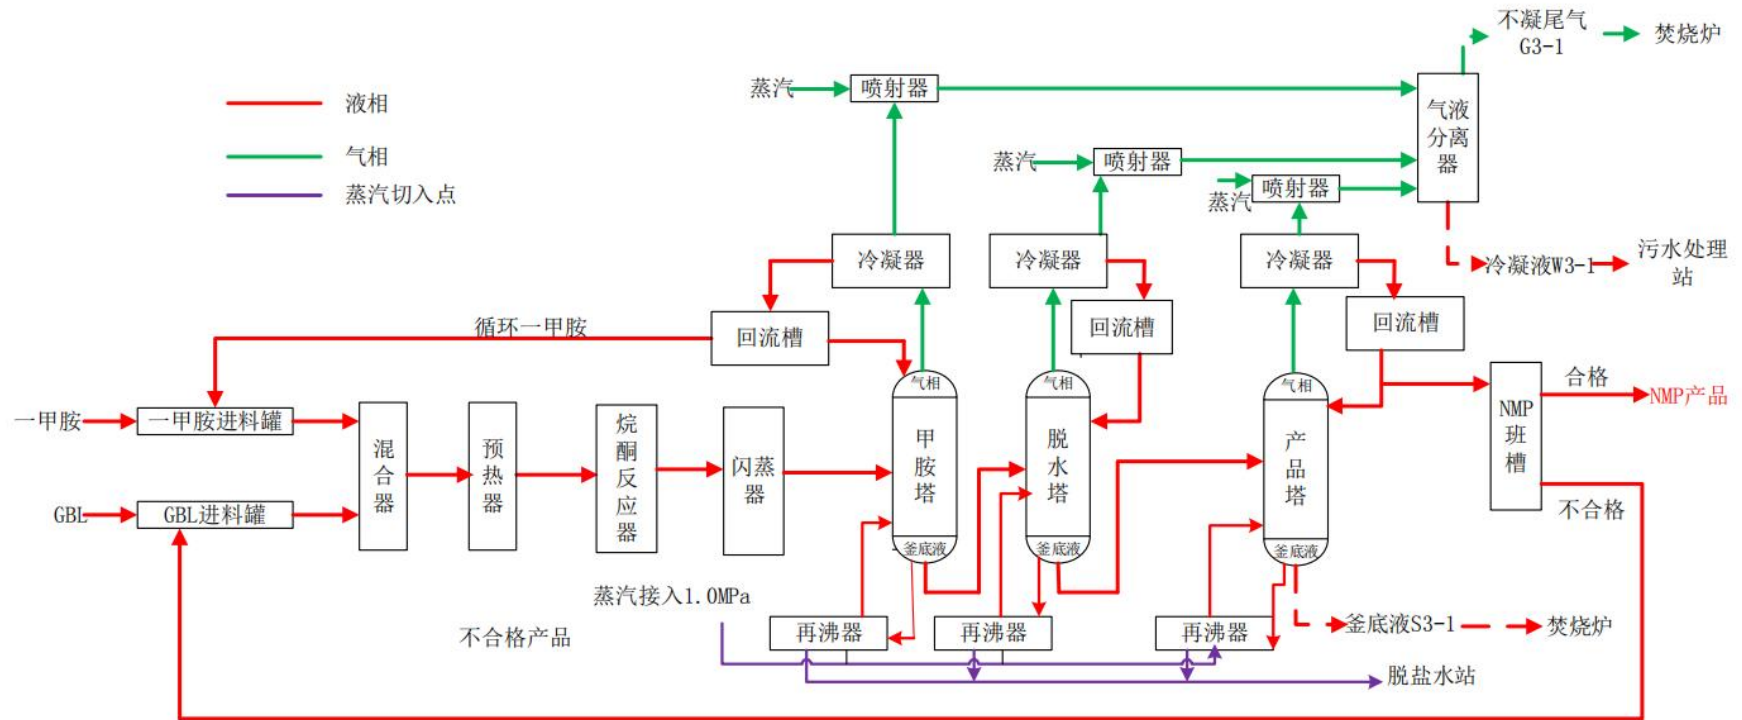 不凝尾气
G3-1
焚烧炉
蒸汽
喷射器
液相
气液
分离
器
气相
蒸汽
喷射器
蒸汽
喷射器
蒸汽切入点
冷凝器
冷凝器
冷凝器
冷凝液W3-1
污水处理
站
循环一甲胺
回流槽
回流槽
回流槽
气相
气相
气相
合格
NMP产品
一甲胺
一甲胺进料罐
混
合
器
预
热
器
烷
酮
反
应
器
闪
蒸
器
甲
胺
塔
脱
水
塔
产
品
塔
NMP
班
槽
GBL
GBL进料罐
不合格
釜底液
釜底液
釜底液
蒸汽接入1.0MPa
不合格产品
再沸器
再沸器
再沸器
釜底液S3-1
焚烧炉
脱盐水站